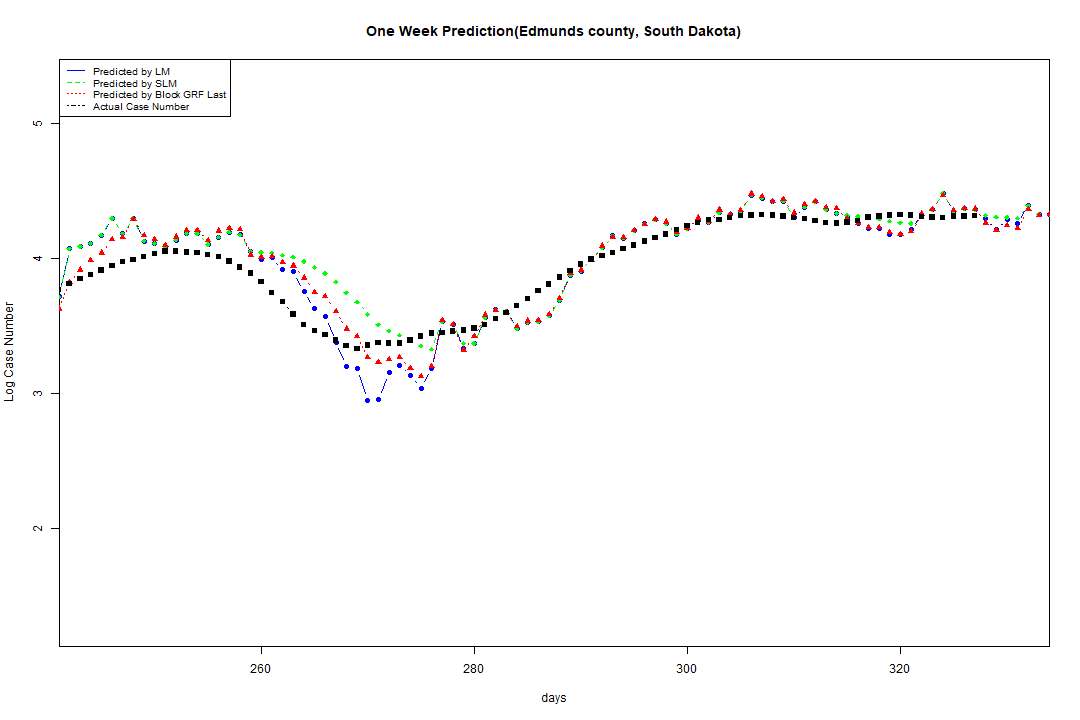 One Week Prediction(Edmunds county, South Dakota)
Predicted by LM
Predicted by SLM
Predicted by Block GRF Last
Actual Case Number
5
4
3
2
Log Case Number
260 280 300 320
days